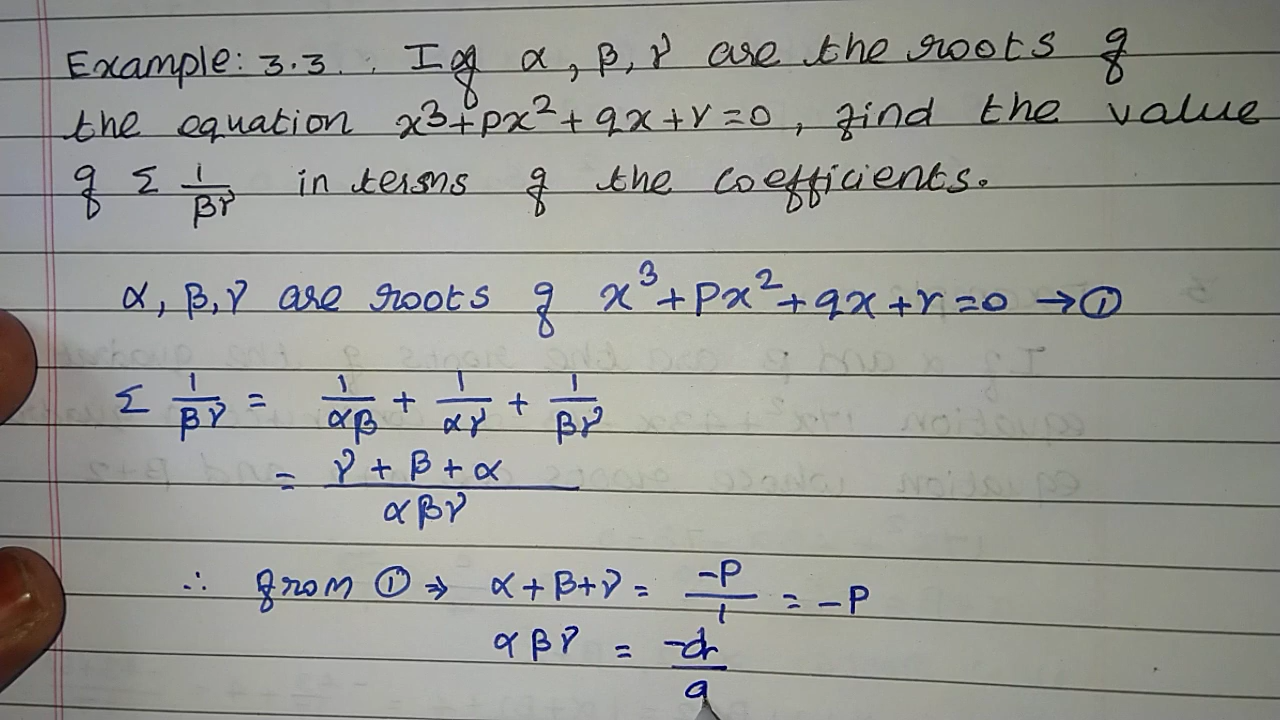 Example: 3.3. If α, β, γ are the roots of
the equation x³+px²+qx+r=0, find the value
of Σ 1/βγ in terms of the coefficients.
α, β, γ are roots of x³+px²+qx+r=0 → ①
Σ 1/βγ = 1/αβ + 1/αγ + 1/βγ
= γ+β+α/αβγ
∴ from ① ⇒ α+β+γ = -p/1 = -p
αβγ =